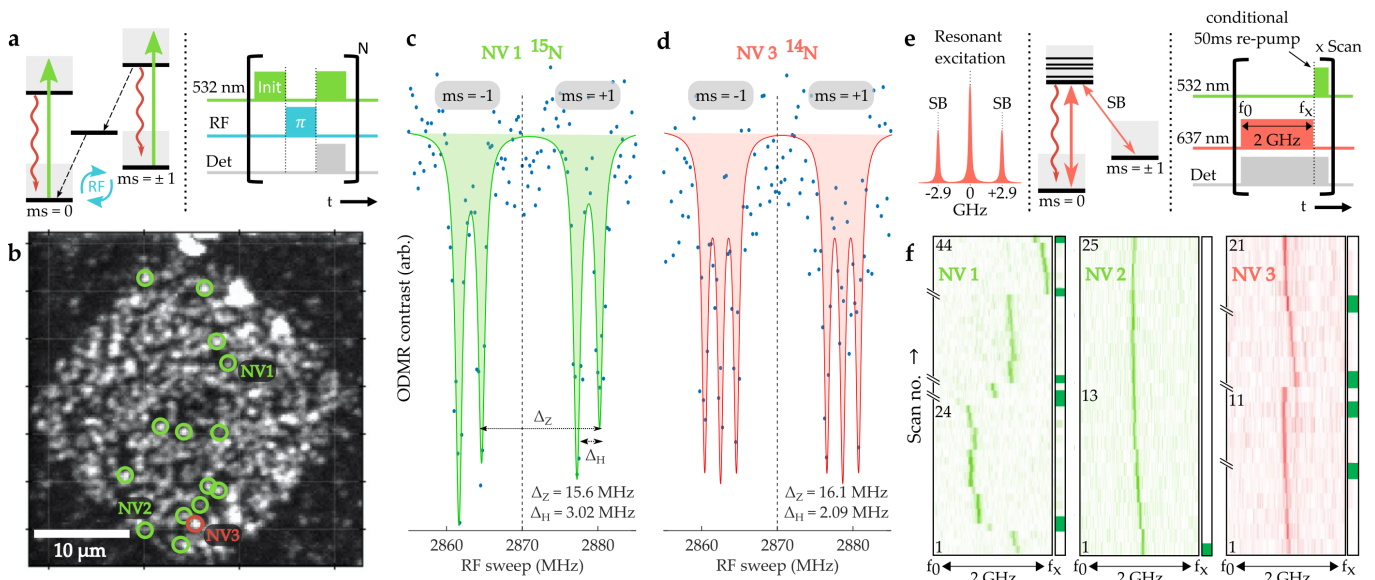 a
ms = 0
RF
ms = ± 1
N
532 nm
Init
RF
π
Det
t
b
NV1
NV2
NV3
10 μm
c
NV 1 ¹⁵N
ms = -1
ms = +1
ODMR contrast (arb.)
Δ_Z
Δ_H
Δ_Z = 15.6 MHz
Δ_H = 3.02 MHz
2860
2870
2880
RF sweep (MHz)
d
NV 3 ¹⁴N
ms = -1
ms = +1
Δ_Z = 16.1 MHz
Δ_H = 2.09 MHz
2860
2870
2880
RF sweep (MHz)
e
Resonant
excitation
SB
SB
-2.9
0
+2.9
GHz
SB
ms = 0
ms = ± 1
conditional
50ms re-pump
x Scan
532 nm
f₀
fₓ
637 nm
2 GHz
Det
t
f
44
NV 1
24
1
Scan no. →
f₀
2 GHz
fₓ
25
NV 2
13
1
f₀
2 GHz
fₓ
21
NV 3
11
1
f₀
2 GHz
fₓ